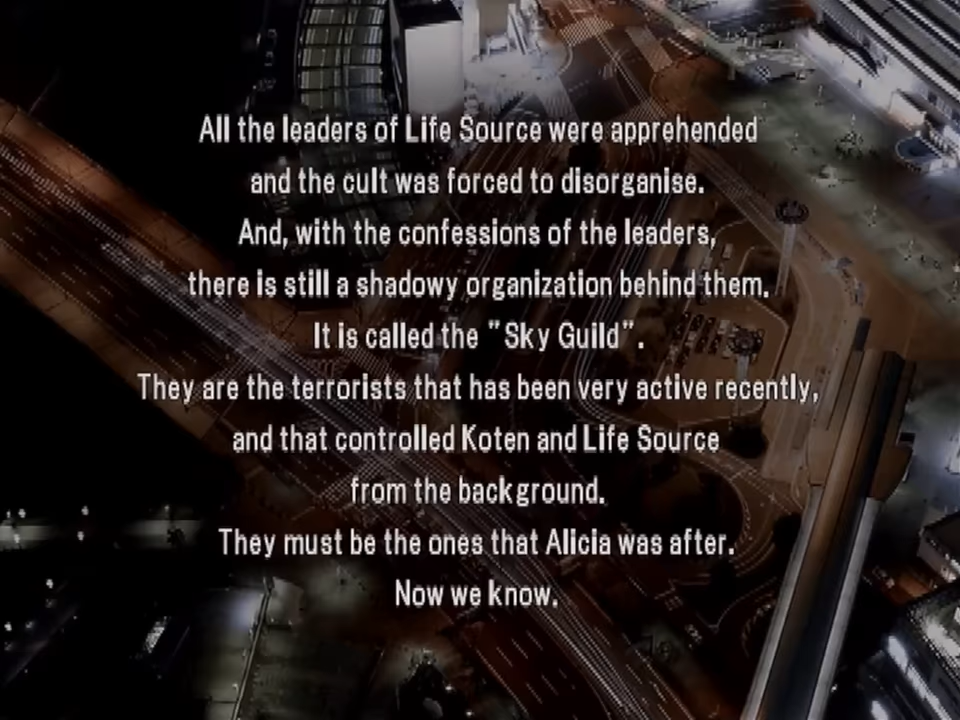 All the leaders of Life Source were apprehended
and the cult was forced to disorganise.
And, with the confessions of the leaders,
there is still a shadowy organization behind them.
It is called the "Sky Guild".
They are the terrorists that has been very active recently,
and that controlled Koten and Life Source
from the background.
They must be the ones that Alicia was after.
Now we know.